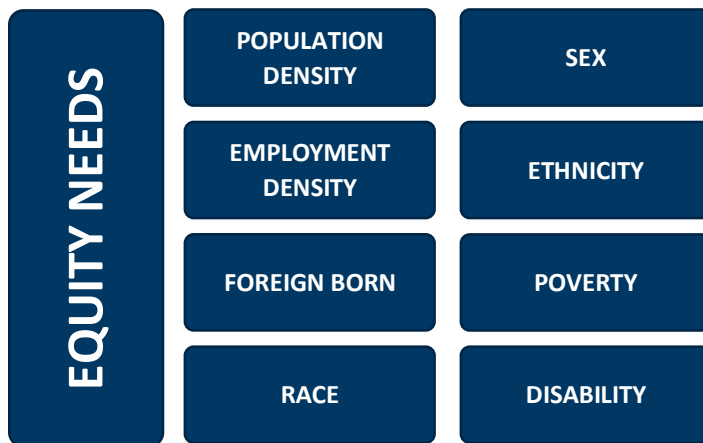 EQUITY NEEDS
POPULATION
DENSITY
SEX
EMPLOYMENT
DENSITY
ETHNICITY
FOREIGN BORN
POVERTY
RACE
DISABILITY